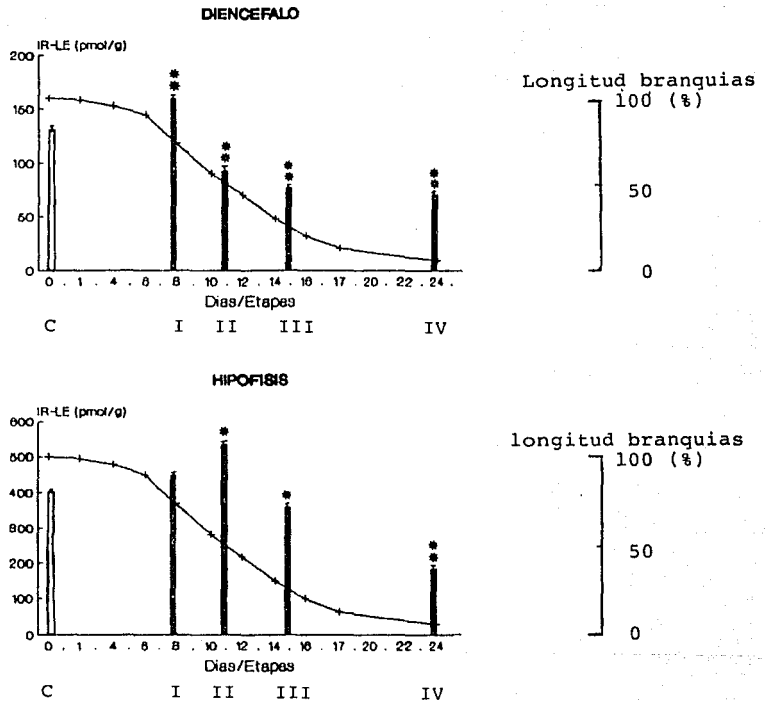 DIENCEFALO
IR-LE (pmol/g)
200
150
100
50
0
0 . 1 . 4 . 6 . 8 . 10 . 12 . 14 . 16 . 17 . 20 . 22 . 24 .
Dias/Etapas
C I II III IV
Longitud branquias
100 (%)
50
0
HIPOFISIS
IR-LE (pmol/g)
600
500
400
300
200
100
0
0 . 1 . 4 . 6 . 8 . 10 . 12 . 14 . 16 . 17 . 20 . 22 . 24
Dias/Etapas
C I II III IV
longitud branquias
100 (%)
50
0